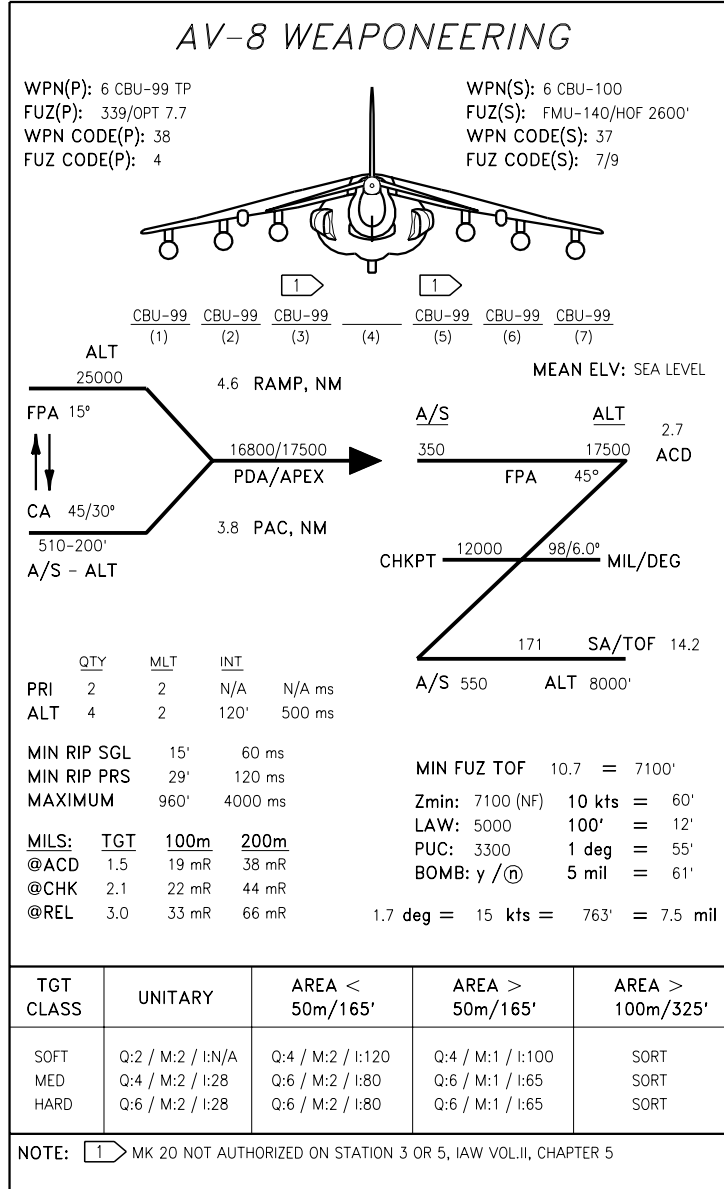 AV-8 WEAPONEERING
WPN(P): 6 CBU-99 TP
FUZ(P): 339/OPT 7.7
WPN CODE(P): 38
FUZ CODE(P): 4
WPN(S): 6 CBU-100
FUZ(S): FMU-140/HOF 2600'
WPN CODE(S): 37
FUZ CODE(S): 7/9
1 1
CBU-99 CBU-99 CBU-99 CBU-99 CBU-99 CBU-99
(1) (2) (3) (4) (5) (6) (7)
ALT
25000
FPA 15°
CA 45/30°
510-200'
A/S - ALT
4.6 RAMP, NM
16800/17500
PDA/APEX
3.8 PAC, NM
MEAN ELV: SEA LEVEL
A/S ALT
350 17500
2.7
ACD
FPA 45°
CHKPT 12000 98/6.0° MIL/DEG
171 SA/TOF 14.2
A/S 550 ALT 8000'
QTY MLT INT
PRI 2 2 N/A N/A ms
ALT 4 2 120' 500 ms
MIN RIP SGL 15' 60 ms
MIN RIP PRS 29' 120 ms
MAXIMUM 960' 4000 ms
MILS: TGT 100m 200m
@ACD 1.5 19 mR 38 mR
@CHK 2.1 22 mR 44 mR
@REL 3.0 33 mR 66 mR
MIN FUZ TOF 10.7 = 7100'
Zmin: 7100 (NF) 10 kts = 60'
LAW: 5000 100' = 12'
PUC: 3300 1 deg = 55'
BOMB: y / n 5 mil = 61'
1.7 deg = 15 kts = 763' = 7.5 mil
TGT CLASS UNITARY AREA < 50m/165' AREA > 50m/165' AREA > 100m/325'
SOFT Q:2 / M:2 / I:N/A Q:4 / M:2 / I:120 Q:4 / M:1 / I:100 SORT
MED Q:4 / M:2 / I:28 Q:6 / M:2 / I:80 Q:6 / M:1 / I:65 SORT
HARD Q:6 / M:2 / I:28 Q:6 / M:2 / I:80 Q:6 / M:1 / I:65 SORT
NOTE: 1 MK 20 NOT AUTHORIZED ON STATION 3 OR 5, IAW VOL.II, CHAPTER 5